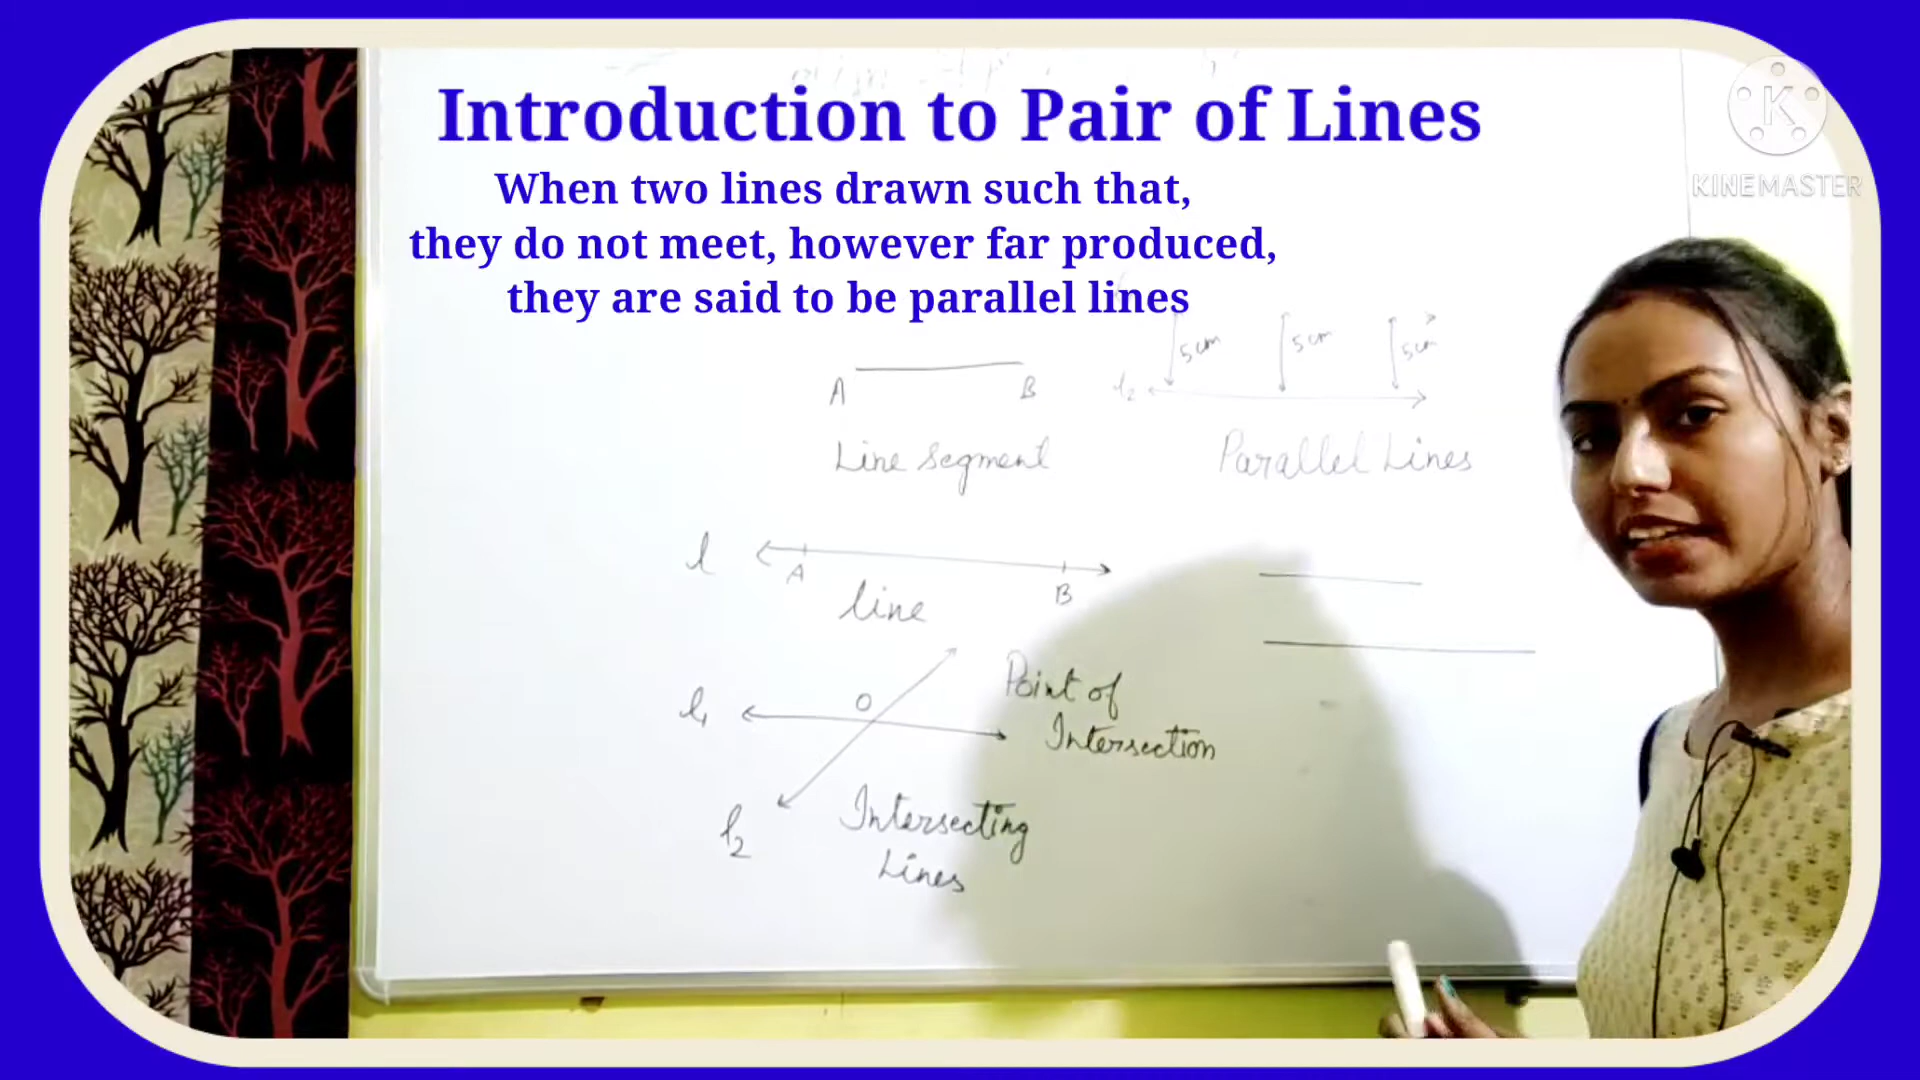 Introduction to Pair of Lines
KINEMASTER
When two lines drawn such that,
they do not meet, however far produced,
they are said to be parallel lines
5cm 5cm 5cm
A B
l2
Line segment
Parallel Lines
l
A B
line
O
Point of
Intersection
l1
l2
Intersecting
Lines